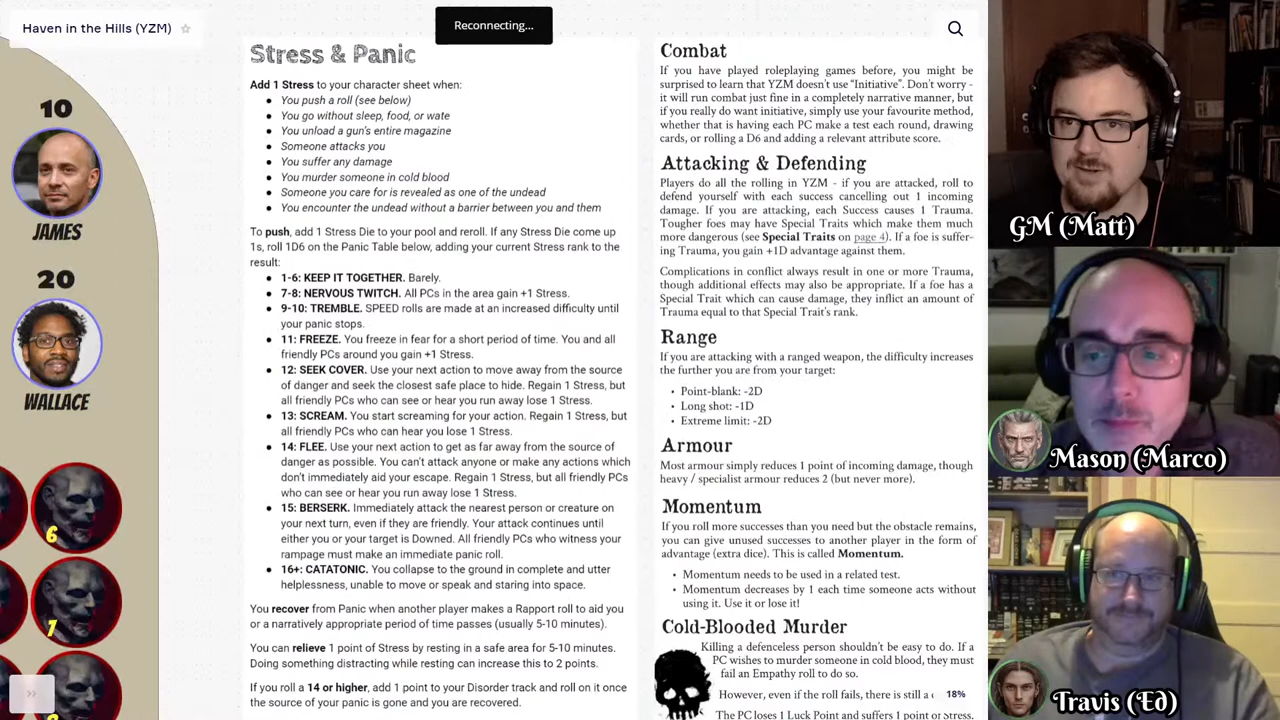 Haven in the Hills (YZM)
Reconnecting...
10
JAMES
20
WALLACE
6
7
Stress & Panic
Add 1 Stress to your character sheet when:
You push a roll (see below)
You go without sleep, food, or wate
You unload a gun's entire magazine
Someone attacks you
You suffer any damage
You murder someone in cold blood
Someone you care for is revealed as one of the undead
You encounter the undead without a barrier between you and them
To push, add 1 Stress Die to your pool and reroll. If any Stress Die come up
1s, roll 1D6 on the Panic Table below, adding your current Stress rank to the
result:
1-6: KEEP IT TOGETHER. Barely.
7-8: NERVOUS TWITCH. All PCs in the area gain +1 Stress.
9-10: TREMBLE. SPEED rolls are made at an increased difficulty until
your panic stops.
11: FREEZE. You freeze in fear for a short period of time. You and all
friendly PCs around you gain +1 Stress.
12: SEEK COVER. Use your next action to move away from the source
of danger and seek the closest safe place to hide. Regain 1 Stress, but
all friendly PCs who can see or hear you run away lose 1 Stress.
13: SCREAM. You start screaming for your action. Regain 1 Stress, but
all friendly PCs who can hear you lose 1 Stress.
14: FLEE. Use your next action to get as far away from the source of
danger as possible. You can't attack anyone or make any actions which
don't immediately aid your escape. Regain 1 Stress, but all friendly PCs
who can see or hear you run away lose 1 Stress.
15: BERSERK. Immediately attack the nearest person or creature on
your next turn, even if they are friendly. Your attack continues until
either you or your target is Downed. All friendly PCs who witness your
rampage must make an immediate panic roll.
16+: CATATONIC. You collapse to the ground in complete and utter
helplessness, unable to move or speak and staring into space.
You recover from Panic when another player makes a Rapport roll to aid you
or a narratively appropriate period of time passes (usually 5-10 minutes).
You can relieve 1 point of Stress by resting in a safe area for 5-10 minutes.
Doing something distracting while resting can increase this to 2 points.
If you roll a 14 or higher, add 1 point to your Disorder track and roll on it once
the source of your panic is gone and you are recovered.
Combat
If you have played roleplaying games before, you might be
surprised to learn that YZM doesn't use "Initiative". Don't worry -
it will run combat just fine in a completely narrative manner, but
if you really do want initiative, simply use your favourite method,
whether that is having each PC make a test each round, drawing
cards, or rolling a D6 and adding a relevant attribute score.
Attacking & Defending
Players do all the rolling in YZM - if you are attacked, roll to
defend yourself with each success cancelling out 1 incoming
damage. If you are attacking, each Success causes 1 Trauma.
Tougher foes may have Special Traits which make them much
more dangerous (see Special Traits on page 4). If a foe is suffer-
ing Trauma, you gain +1D advantage against them.
Complications in conflict always result in one or more Trauma,
though additional effects may also be appropriate. If a foe has a
Special Trait which can cause damage, they inflict an amount of
Trauma equal to that Special Trait's rank.
Range
If you are attacking with a ranged weapon, the difficulty increases
the further you are from your target:
Point-blank: -2D
Long shot: -1D
Extreme limit: -2D
Armour
Most armour simply reduces 1 point of incoming damage, though
heavy / specialist armour reduces 2 (but never more).
Momentum
If you roll more successes than you need but the obstacle remains,
you can give unused successes to another player in the form of
advantage (extra dice). This is called Momentum.
Momentum needs to be used in a related test.
Momentum decreases by 1 each time someone acts without
using it. Use it or lose it!
Cold-Blooded Murder
Killing a defenceless person shouldn't be easy to do. If a
PC wishes to murder someone in cold blood, they must
fail an Empathy roll to do so.
However, even if the roll fails, there is still a
18%
The PC loses 1 Luck Point and suffers 1 point of Stress.
GM (Matt)
Mason (Marco)
Travis (Ed)